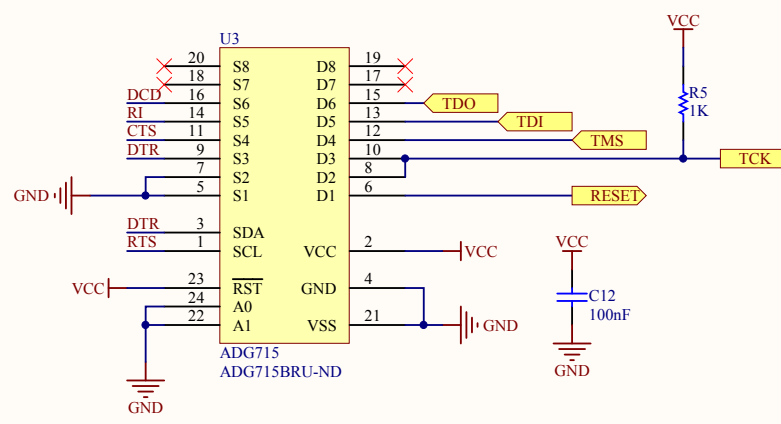 VCC
U3
20 S8 D8 19
18 S7 D7 17
DCD 16 S6 D6 15 TDO
RI 14 S5 D5 13 TDI
CTS 11 S4 D4 12 TMS
DTR 9 S3 D3 10 TCK
7 S2 D2 8
GND 5 S1 D1 6 RESET
R5
1K
DTR 3 SDA
RTS 1 SCL VCC 2 VCC
VCC 23 RST GND 4
24 A0
22 A1 VSS 21 GND
VCC
C12
100nF
GND
ADG715
ADG715BRU-ND
GND